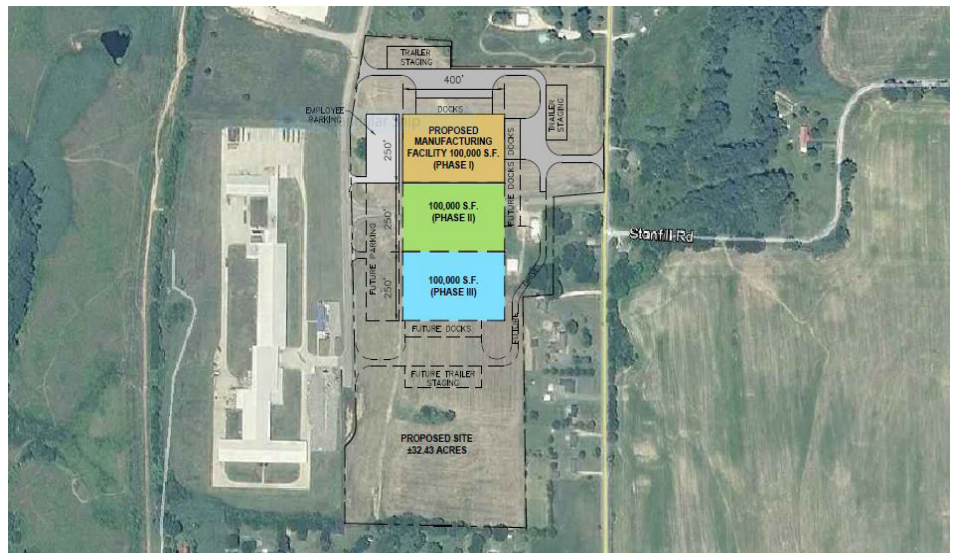 TRAILER
STAGING
400'
EMPLOYEE
PARKING
DOCKS
TRAILER
STAGING
PROPOSED
MANUFACTURING
FACILITY 100,000 S.F.
(PHASE I)
250'
DOCKS
FUTURE DOCKS
100,000 S.F.
(PHASE II)
250'
Stanfill Rd
FUTURE PARKING
100,000 S.F.
(PHASE III)
250'
FUTURE
FUTURE DOCKS
FUTURE TRAILER
STAGING
PROPOSED SITE
±32.43 ACRES